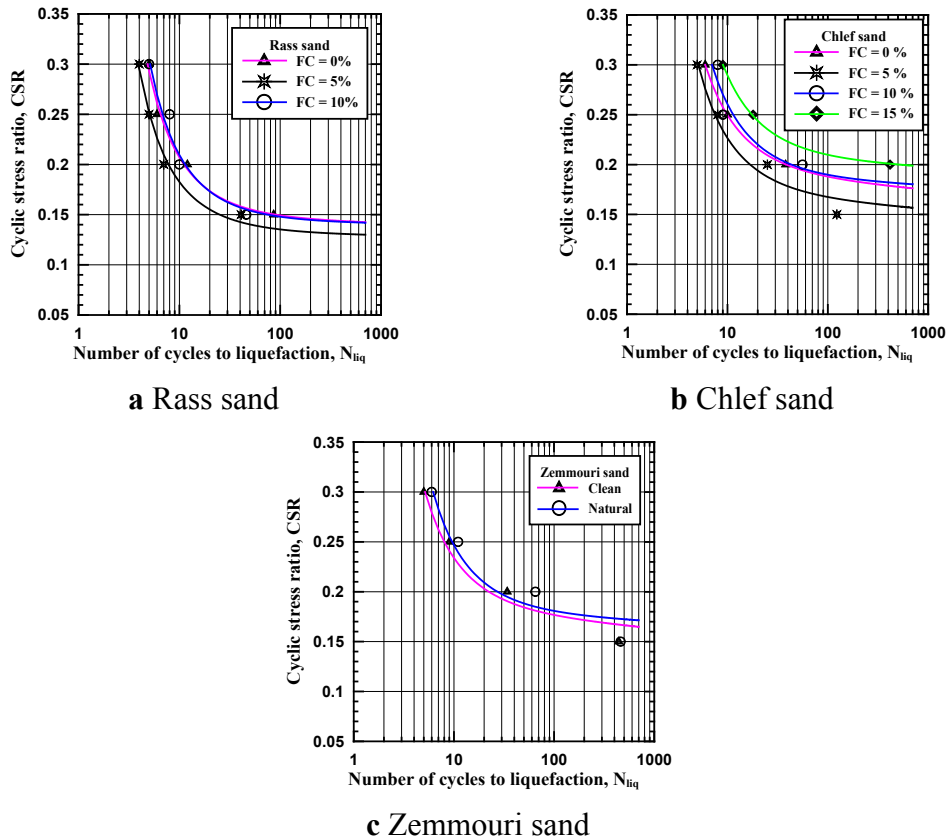 0.35
0.3
0.25
0.2
0.15
0.1
0.05
Cyclic stress ratio, CSR
Rass sand
FC = 0%
FC = 5%
FC = 10%
1 10 100 1000
Number of cycles to liquefaction, Nliq
a Rass sand
0.35
0.3
0.25
0.2
0.15
0.1
0.05
Cyclic stress ratio, CSR
Chlef sand
FC = 0 %
FC = 5 %
FC = 10 %
FC = 15 %
1 10 100 1000
Number of cycles to liquefaction, Nliq
b Chlef sand
0.35
0.3
0.25
0.2
0.15
0.1
0.05
Cyclic stress ratio, CSR
Zemmouri sand
Clean
Natural
1 10 100 1000
Number of cycles to liquefaction, Nliq
c Zemmouri sand